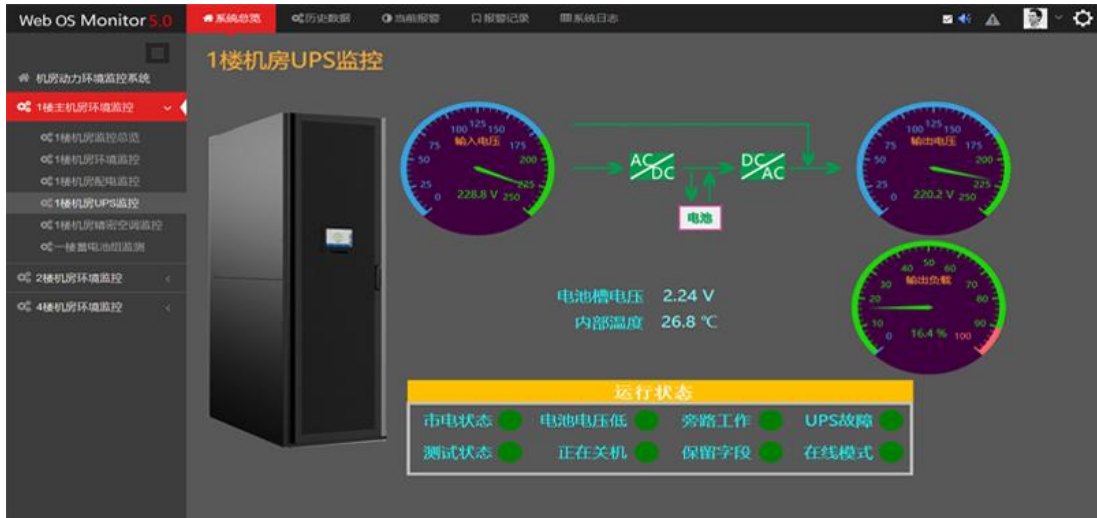 Web OS Monitor 5.0
系统总览 历史数据 当前报警 报警记录 系统日志
机房动力环境监控系统
1楼主机房环境监控
1楼机房监控总览
1楼机房环境监控
1楼机房配电监控
1楼机房UPS监控
1楼机房精密空调监控
一楼蓄电池组监测
2楼机房环境监控
4楼机房环境监控
1楼机房UPS监控
0 25 50 75 100 125 150 175 200 225 250
输入电压
228.8 V
AC DC
DC AC
电池
0 25 50 75 100 125 150 175 200 225 250
输出电压
220.2 V
0 10 20 30 40 50 60 70 80 90 100
输出负载
16.4 %
电池槽电压 2.24 V
内部温度 26.8 ℃
运行状态
市电状态 电池电压低 旁路工作 UPS故障
测试状态 正在关机 保留字段 在线模式